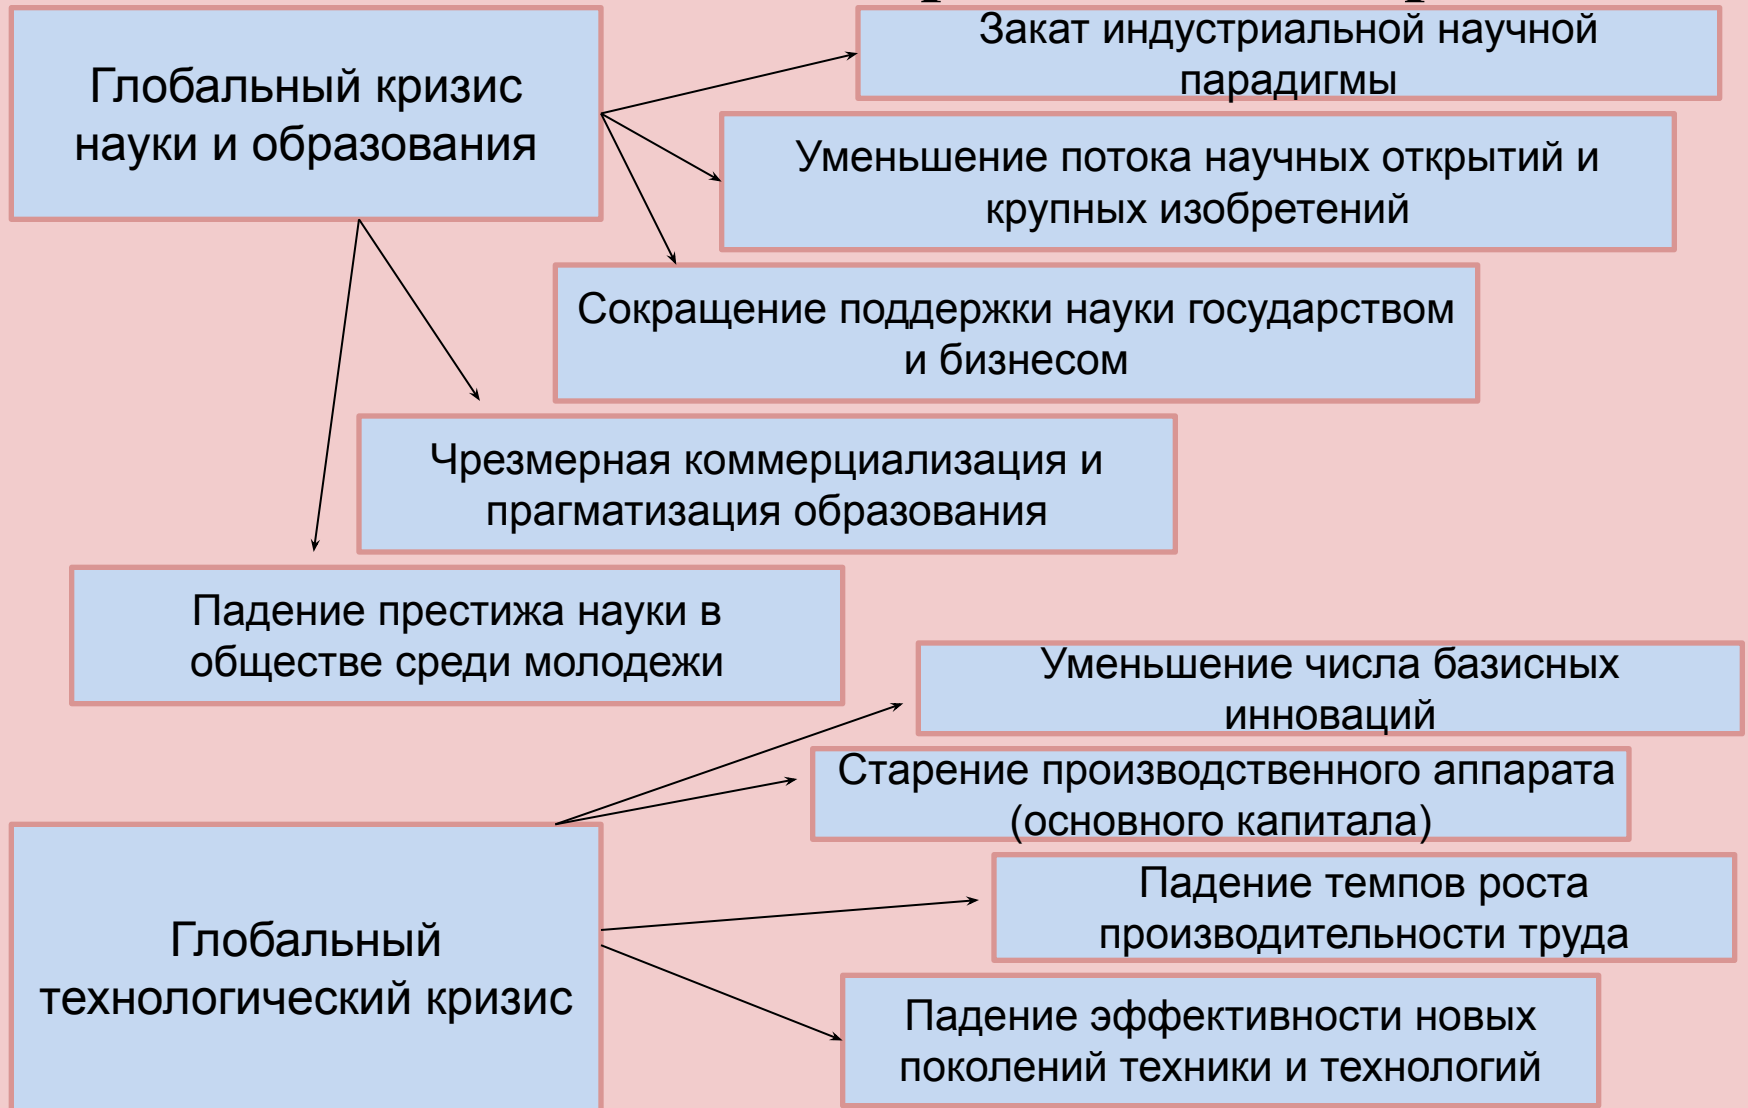 Глобальный кризис
науки и образования
Закат индустриальной научной
парадигмы
Уменьшение потока научных открытий и
крупных изобретений
Сокращение поддержки науки государством
и бизнесом
Чрезмерная коммерциализация и
прагматизация образования
Падение престижа науки в
обществе среди молодежи
Уменьшение числа базисных
инноваций
Старение производственного аппарата
(основного капитала)
Глобальный
технологический кризис
Падение темпов роста
производительности труда
Падение эффективности новых
поколений техники и технологий